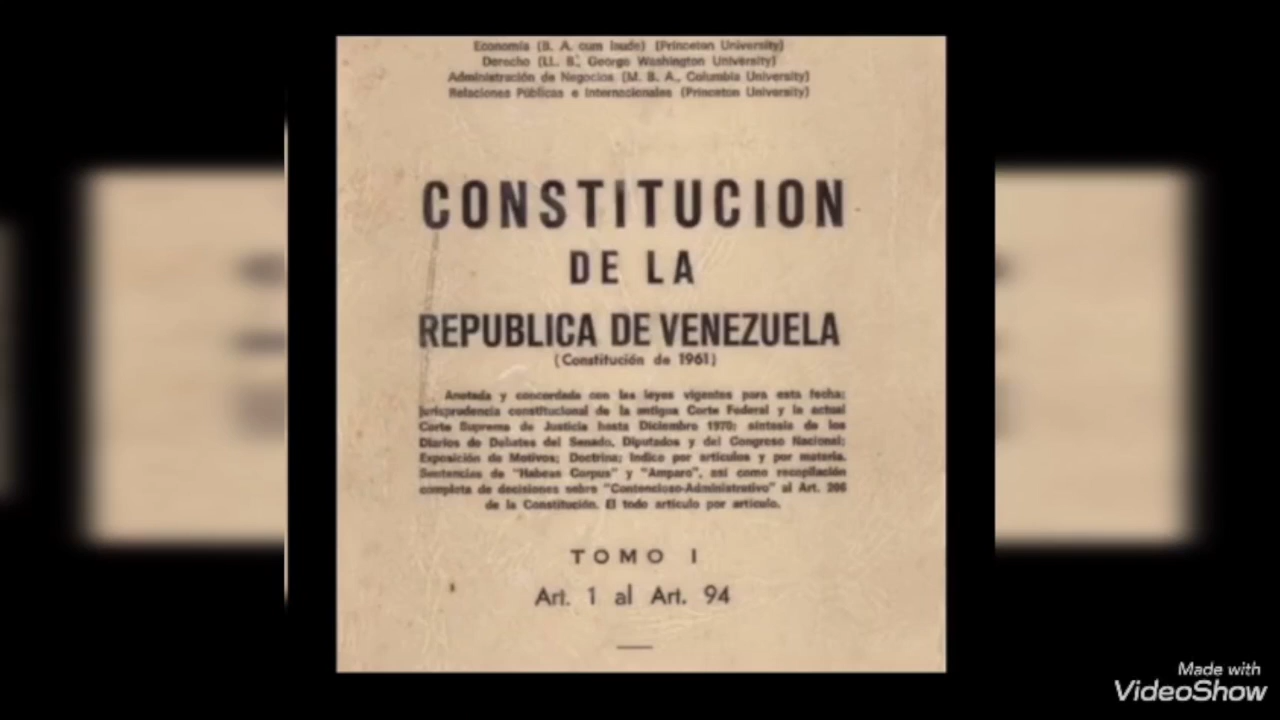 Economía (B. A. cum laude) (Princeton University)
Derecho (LL. B., George Washington University)
Administración de Negocios (M. B. A., Columbia University)
Relaciones Públicas e Internacionales (Princeton University)
CONSTITUCION
DE LA
REPUBLICA DE VENEZUELA
(Constitución de 1961)
Anotada y concordada con las leyes vigentes para esta fecha;
Jurisprudencia constitucional de la antigua Corte Federal y la actual
Corte Suprema de Justicia hasta Diciembre 1970; síntesis de los
Diarios de Debates del Senado, Diputados y del Congreso Nacional;
Exposición de Motivos; Doctrina; Indice por artículos y por materia.
Sentencias de "Habeus Corpus" y "Amparo", así como recopilación
completa de decisiones sobre "Contencioso-Administrativo" al Art. 206
de la Constitución. El todo artículo por artículo.
TOMO I
Art. 1 al Art. 94
Made with
VideoShow